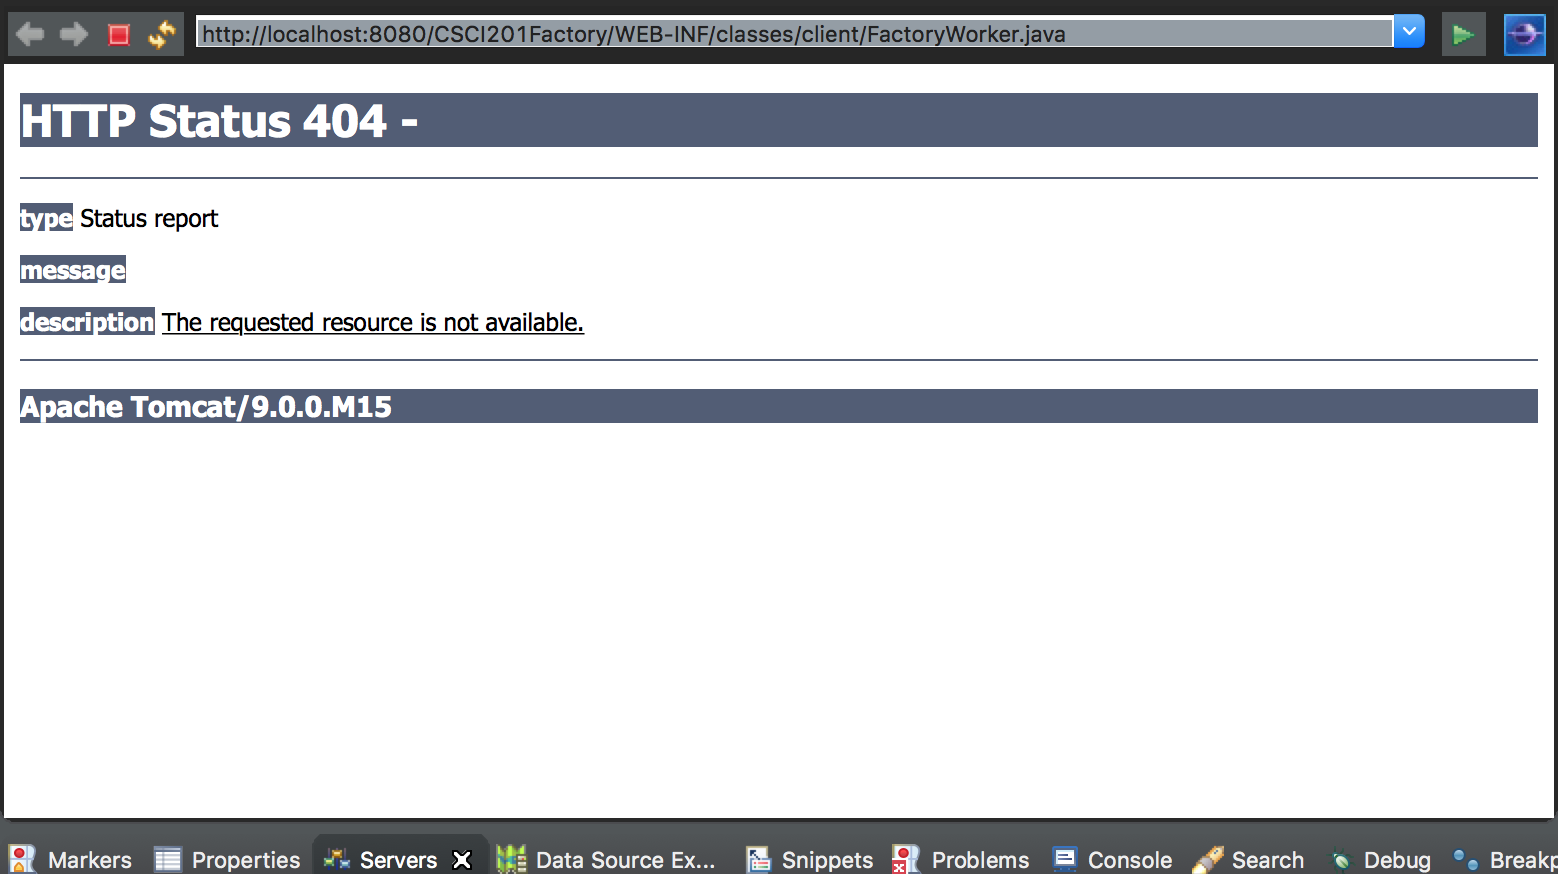 http://localhost:8080/CSCI201Factory/WEB-INF/classes/client/FactoryWorker.java
HTTP Status 404 -
type Status report
message
description The requested resource is not available.
Apache Tomcat/9.0.0.M15
Markers Properties Servers Data Source Ex... Snippets Problems Console Search Debug Breakp